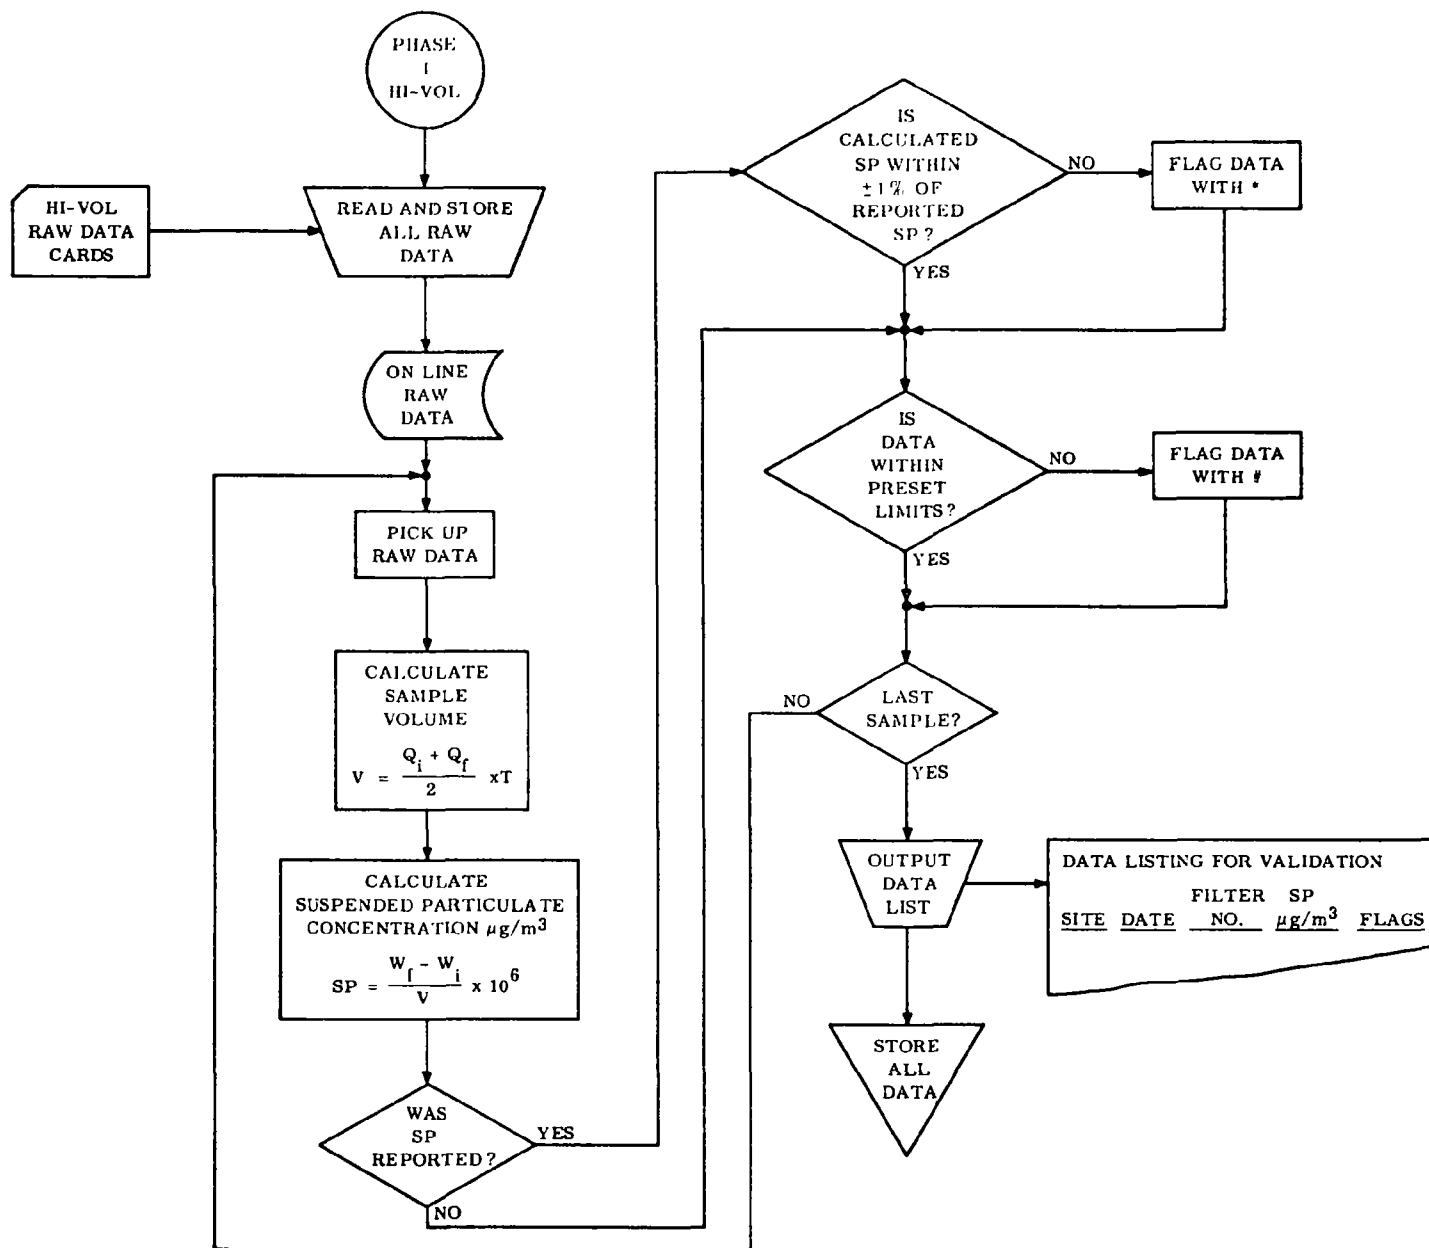 PHASE
I
HI-VOL
HI-VOL
RAW DATA
CARDS
READ AND STORE
ALL RAW
DATA
ON LINE
RAW
DATA
PICK UP
RAW DATA
CALCULATE
SAMPLE
VOLUME
V = (Q_i + Q_f) / 2 xT
CALCULATE
SUSPENDED PARTICULATE
CONCENTRATION µg/m³
SP = (W_f - W_i) / V x 10⁶
WAS
SP
REPORTED?
YES
NO
IS
CALCULATED
SP WITHIN
±1% OF
REPORTED
SP?
NO
YES
FLAG DATA
WITH *
IS
DATA
WITHIN
PRESET
LIMITS?
NO
YES
FLAG DATA
WITH #
LAST
SAMPLE?
NO
YES
OUTPUT
DATA
LIST
DATA LISTING FOR VALIDATION
FILTER SP
SITE DATE NO. µg/m³ FLAGS
STORE
ALL
DATA